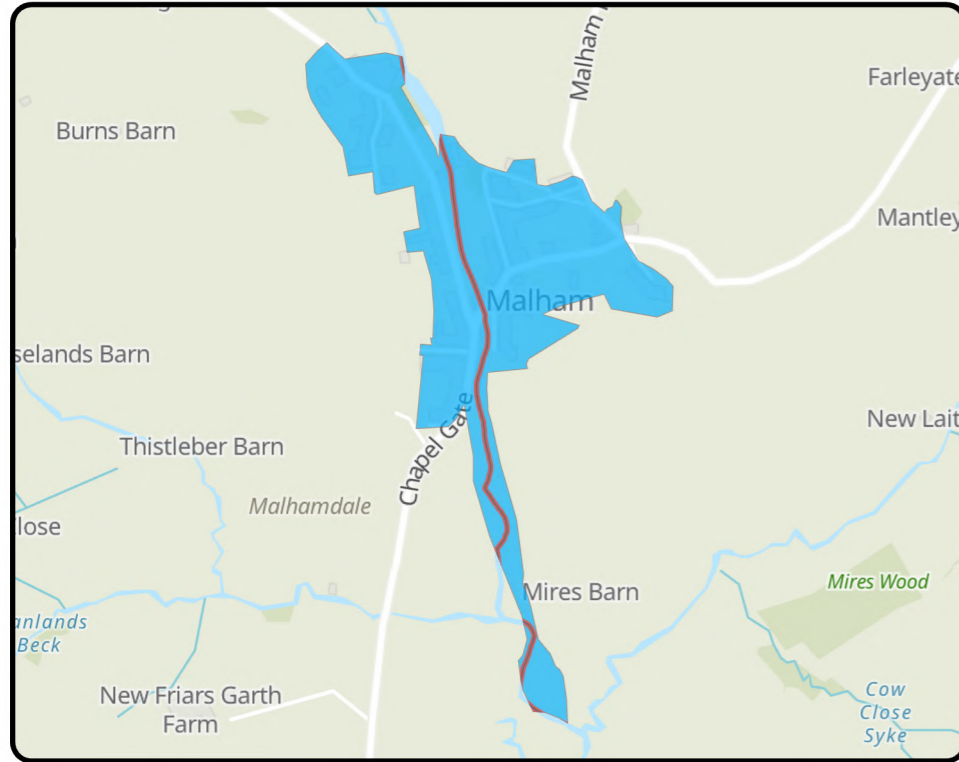 Malham
Farleyate
Burns Barn
Mantley
Malham
selands Barn
New Lait
Thistleber Barn
Chapel Gate
Malhamdale
lose
Mires Wood
Mires Barn
anlands
Beck
New Friars Garth
Farm
Cow
Close
Syke